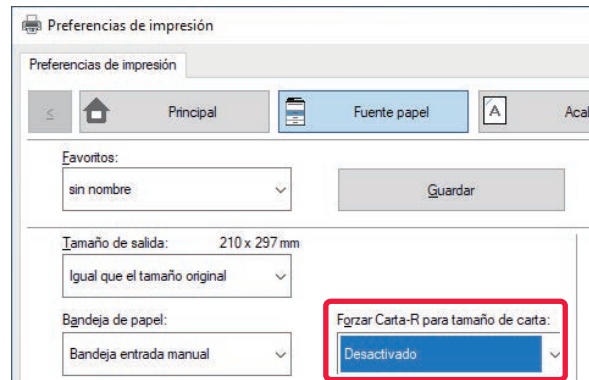 Preferencias de impresión
Preferencias de impresión
≤ Principal Fuente papel A
Favoritos:
sin nombre Guardar
Tamaño de salida: 210 x 297 mm
Igual que el tamaño original
Bandeja de papel: Forzar Carta-R para tamaño de carta:
Bandeja entrada manual Desactivado